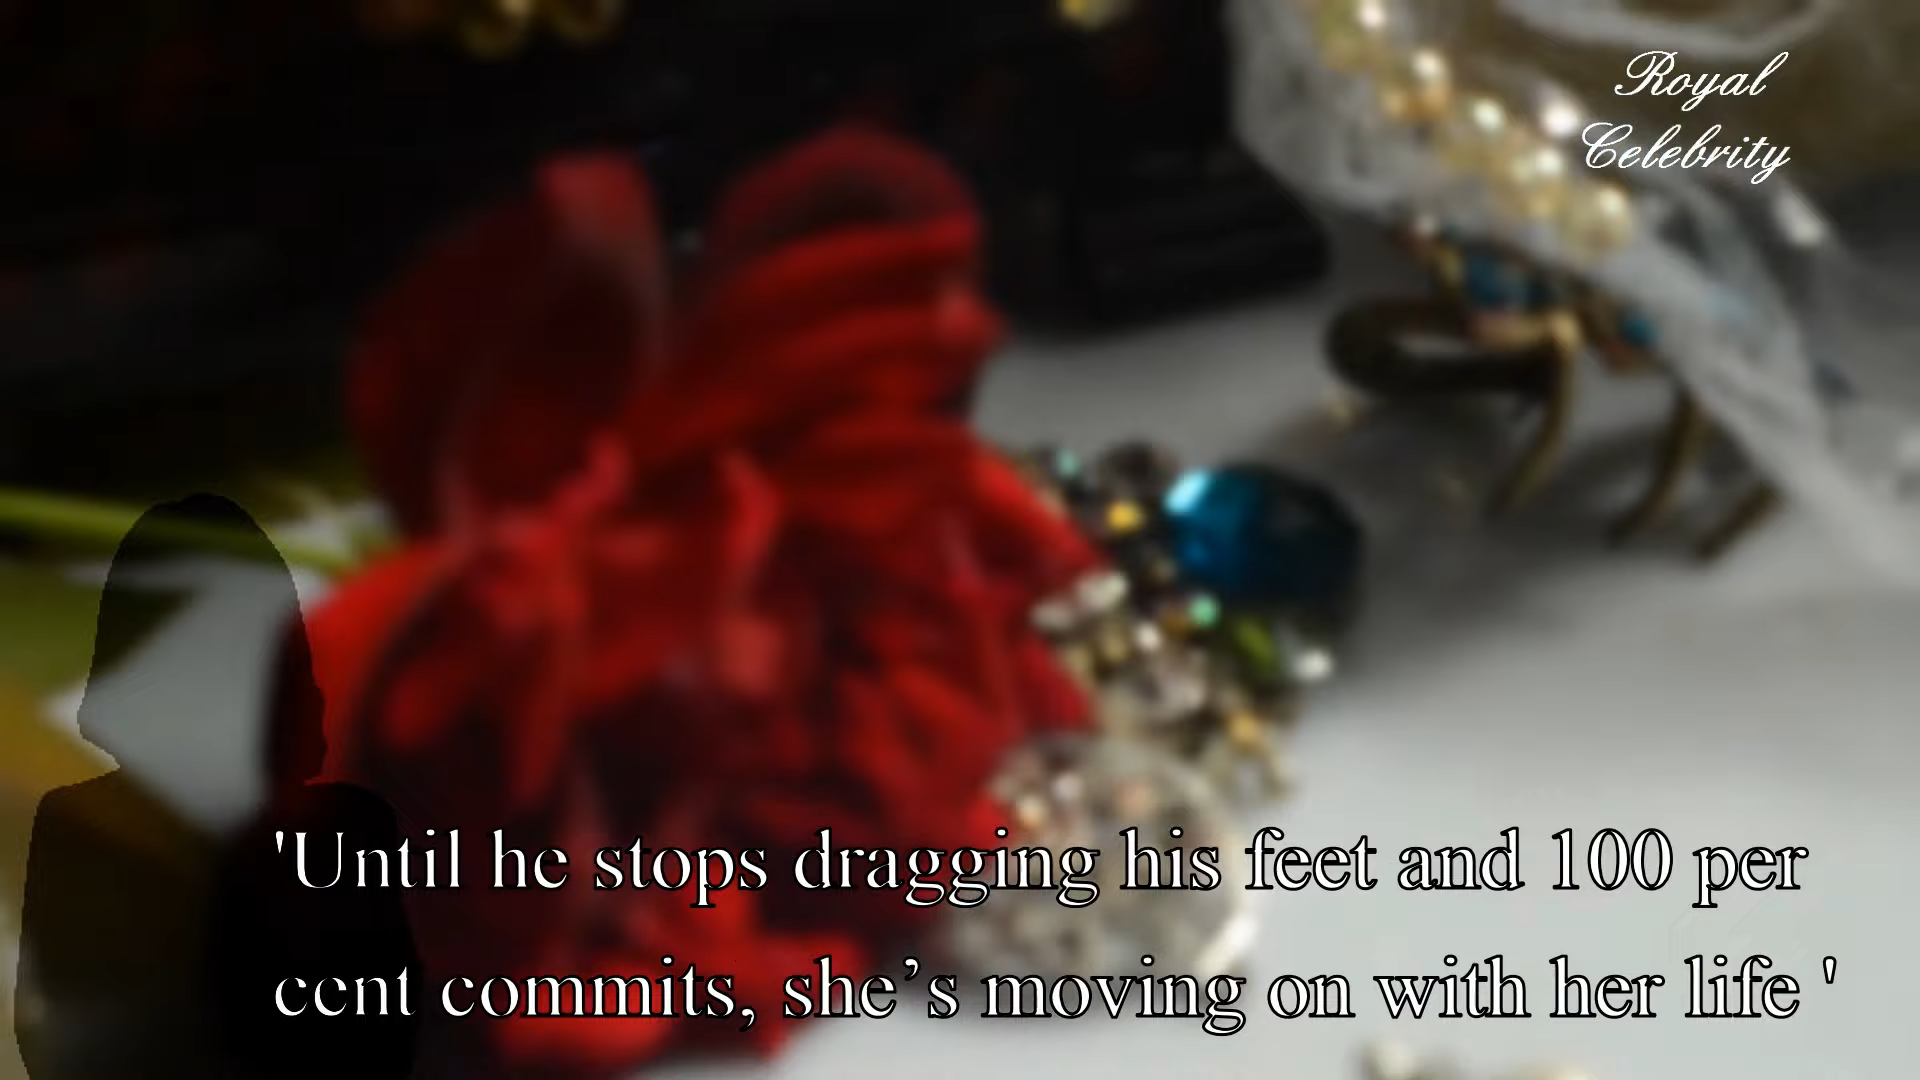 Royal
Celebrity
'Until he stops dragging his feet and 100 per
cent commits, she’s moving on with her life '